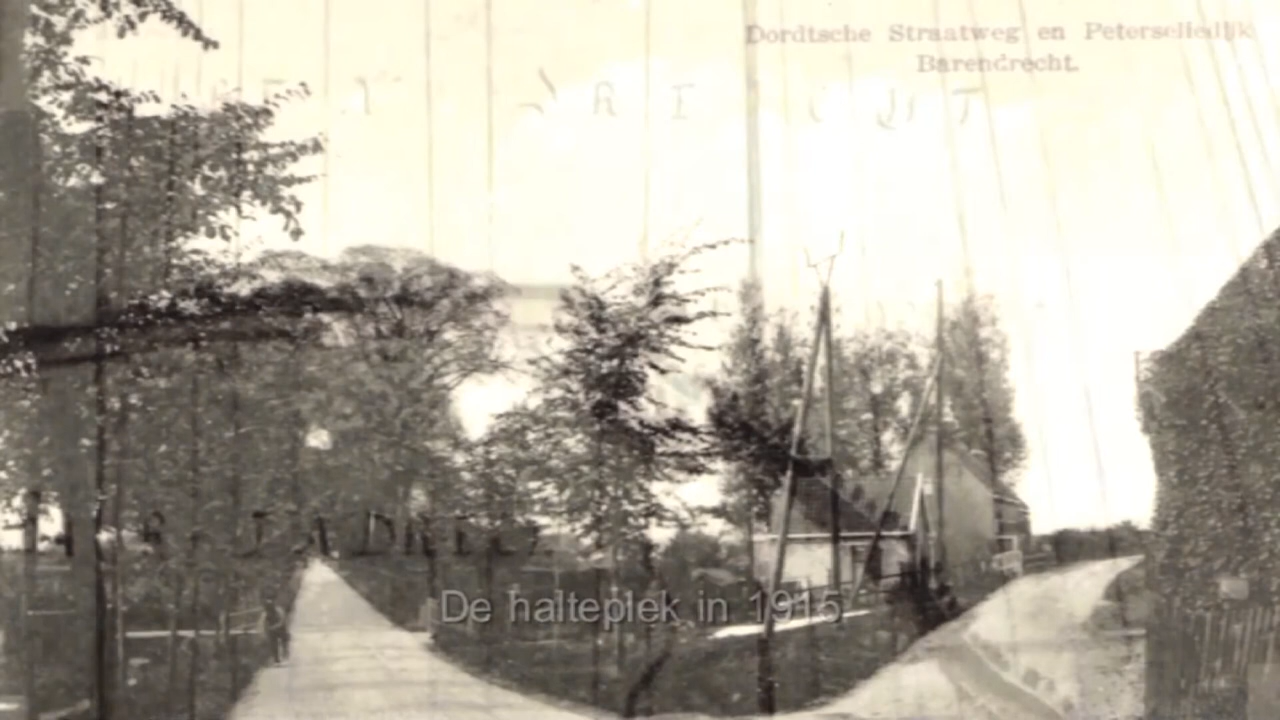 Dordtsche Straatweg en Peterseliedijk
Barendrecht.
De halteplek in 1915